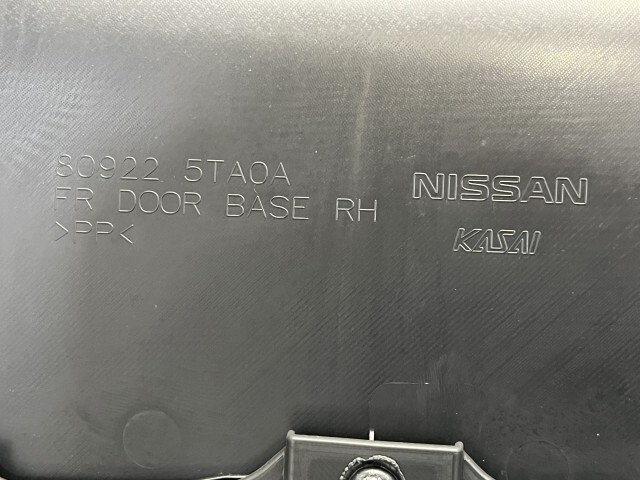 80922 5TA0A
FR DOOR BASE RH
>PP<
NISSAN
KASAI